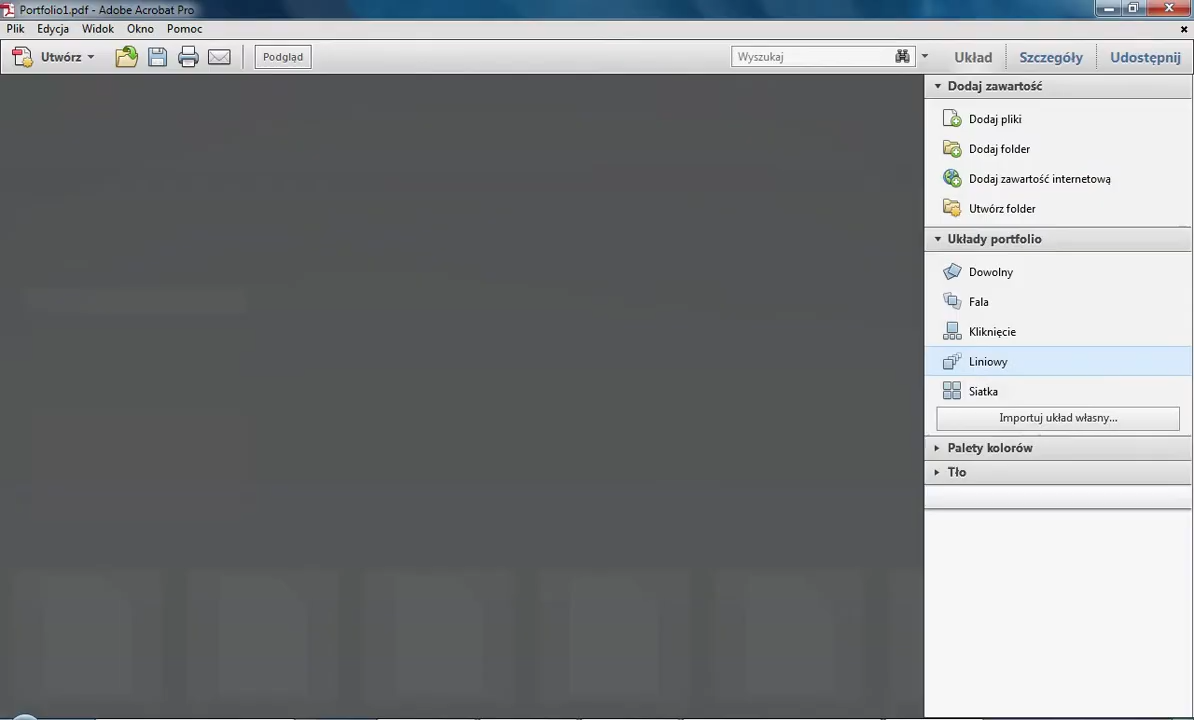 Portfolio1.pdf - Adobe Acrobat Pro
Plik Edycja Widok Okno Pomoc
Utwórz Podgląd Wyszukaj Układ Szczegóły Udostępnij
Dodaj zawartość
Dodaj pliki
Dodaj folder
Dodaj zawartość internetową
Utwórz folder
Układy portfolio
Dowolny
Fala
Kliknięcie
Liniowy
Siatka
Importuj układ własny...
Palety kolorów
Tło